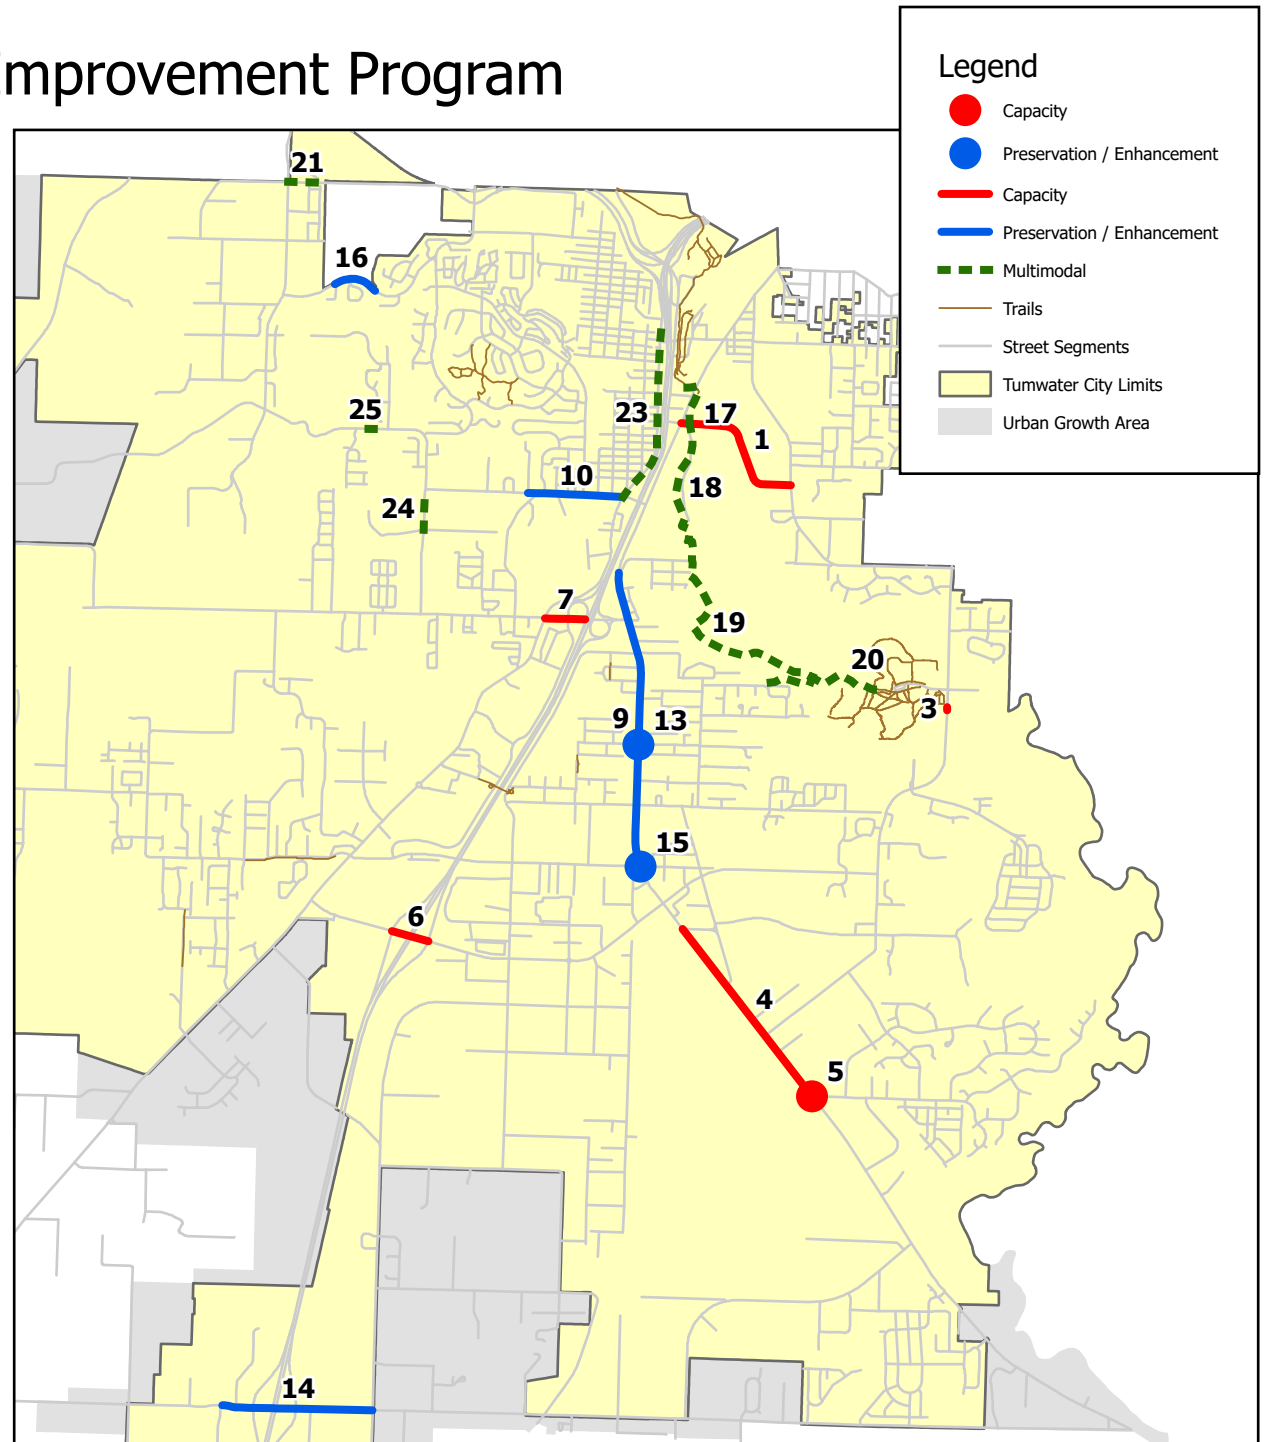 Improvement Program
Legend
Capacity
Preservation / Enhancement
Capacity
Preservation / Enhancement
Multimodal
Trails
Street Segments
Tumwater City Limits
Urban Growth Area
21
16
25
23
17
1
10
18
24
7
19
20
3
9
13
15
6
4
5
14